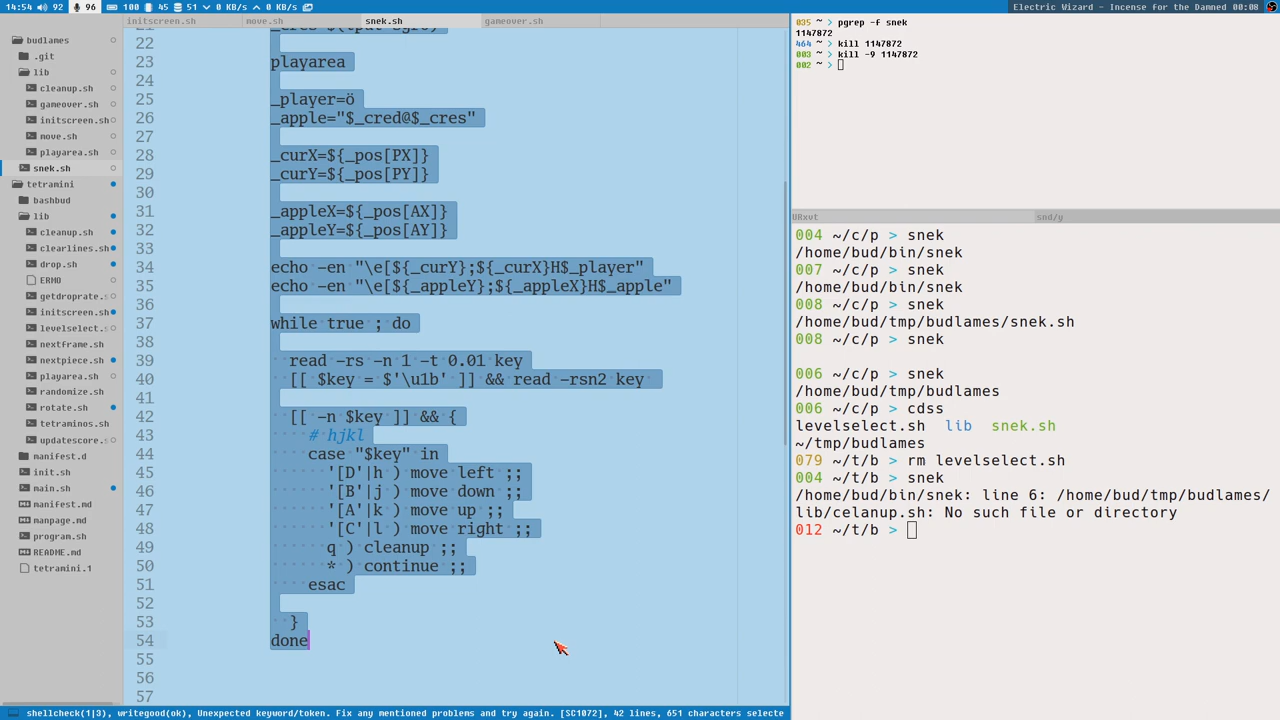 14:54 92 96 100 45 51 0 KB/s 0 KB/s
Electric Wizard - Incense for the Damned 00:08
initscreen.sh move.sh snek.sh gameover.sh
budlames
.git
lib
cleanup.sh
gameover.sh
initscreen.sh
move.sh
playarea.sh
snek.sh
tetramini
bashbud
lib
cleanup.sh
clearlines.sh
drop.sh
ERMO
getdroprate.s
initscreen.sh
levelselect.s
nextframe.sh
nextpiece.sh
playarea.sh
randomize.sh
rotate.sh
tetraminos.sh
updatescore.s
manifest.d
init.sh
main.sh
manifest.md
manpage.md
program.sh
README.md
tetramini.1
22
23 playarea
24
25 _player=ö
26 _apple="$_cred@$_cres"
27
28 _curX=${_pos[PX]}
29 _curY=${_pos[PY]}
30
31 _appleX=${_pos[AX]}
32 _appleY=${_pos[AY]}
33
34 echo -en "\e[${_curY};${_curX}H$_player"
35 echo -en "\e[${_appleY};${_appleX}H$_apple"
36
37 while true ; do
38
39 read -rs -n 1 -t 0.01 key
40 [[ $key = $'\u1b' ]] && read -rsn2 key
41
42 [[ -n $key ]] && {
43 # hjkl
44 case "$key" in
45 '[D'|h ) move left ;;
46 '[B'|j ) move down ;;
47 '[A'|k ) move up ;;
48 '[C'|l ) move right ;;
49 q ) cleanup ;;
50 * ) continue ;;
51 esac
52
53 }
54 done
55
56
57
shellcheck(1|3), writegood(ok), Unexpected keyword/token. Fix any mentioned problems and try again. [SC1072], 42 lines, 651 characters selecte
035 ~ > pgrep -f snek
1147872
464 ~ > kill 1147872
003 ~ > kill -9 1147872
002 ~ >
URxvt snd/y
004 ~/c/p > snek
/home/bud/bin/snek
007 ~/c/p > snek
/home/bud/bin/snek
008 ~/c/p > snek
/home/bud/tmp/budlames/snek.sh
008 ~/c/p > snek
006 ~/c/p > snek
/home/bud/tmp/budlames
006 ~/c/p > cdss
levelselect.sh lib snek.sh
~/tmp/budlames
079 ~/t/b > rm levelselect.sh
004 ~/t/b > snek
/home/bud/bin/snek: line 6: /home/bud/tmp/budlames/
lib/celanup.sh: No such file or directory
012 ~/t/b >